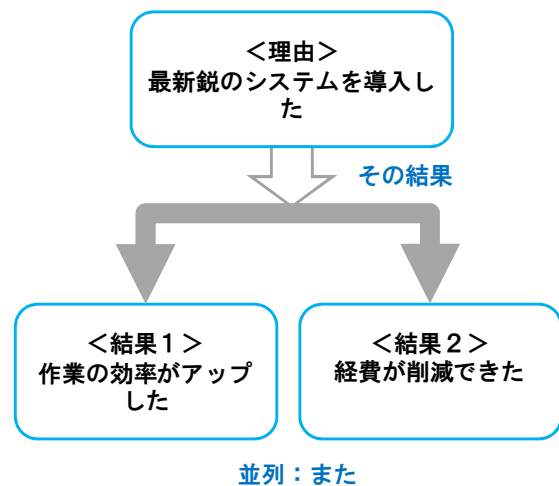 <理由>
最新鋭のシステムを導入し
た
その結果
<結果１>
作業の効率がアップ
した
<結果２>
経費が削減できた
並列：また